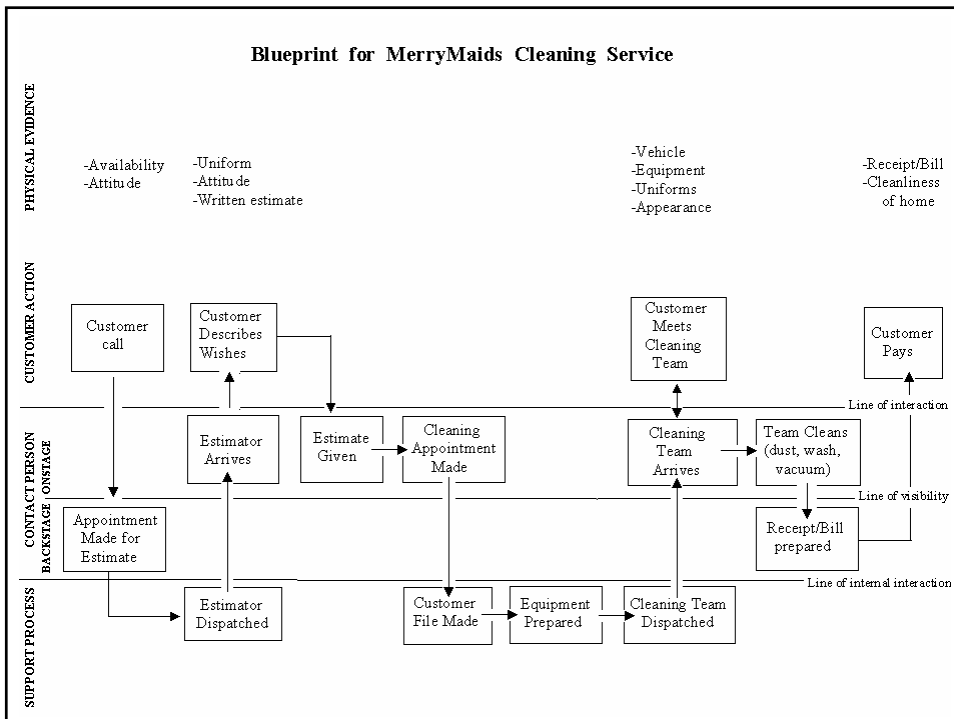 Blueprint for MerryMaids Cleaning Service
PHYSICAL EVIDENCE
-Availability
-Attitude
-Uniform
-Attitude
-Written estimate
-Vehicle
-Equipment
-Uniforms
-Appearance
-Receipt/Bill
-Cleanliness
of home
CUSTOMER ACTION
Customer
call
Customer
Describes
Wishes
Customer
Meets
Cleaning
Team
Customer
Pays
Line of interaction
CONTACT PERSON
BACKSTAGE ONSTAGE
Estimator
Arrives
Estimate
Given
Cleaning
Appointment
Made
Cleaning
Team
Arrives
Team Cleans
(dust, wash,
vacuum)
Line of visibility
Appointment
Made for
Estimate
Receipt/Bill
prepared
Line of internal interaction
SUPPORT PROCESS
Estimator
Dispatched
Customer
File Made
Equipment
Prepared
Cleaning Team
Dispatched